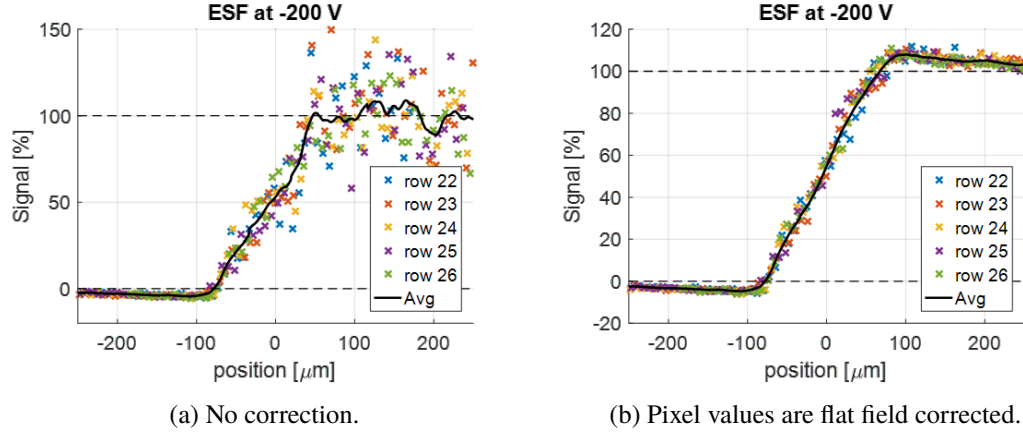 ESF at -200 V
150
100
50
0
Signal [%]
row 22
row 23
row 24
row 25
row 26
Avg
-200
-100
0
100
200
position [μm]
(a) No correction.
ESF at -200 V
120
100
80
60
40
20
0
-20
Signal [%]
row 22
row 23
row 24
row 25
row 26
Avg
-200
-100
0
100
200
position [μm]
(b) Pixel values are flat field corrected.